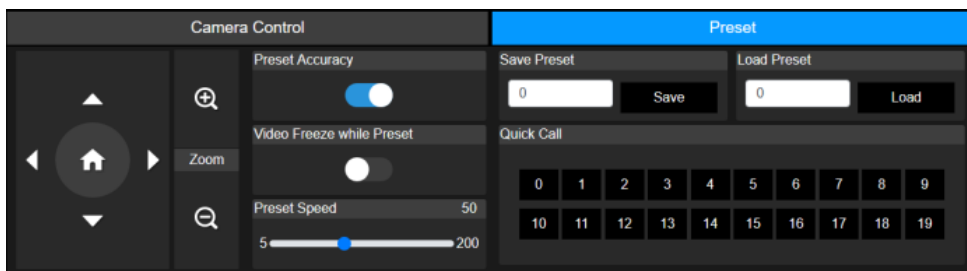 Camera Control
Preset
Preset Accuracy
Zoom
Video Freeze while Preset
Preset Speed 50
5 200
Save Preset
0 Save
Load Preset
0 Load
Quick Call
0 1 2 3 4 5 6 7 8 9
10 11 12 13 14 15 16 17 18 19